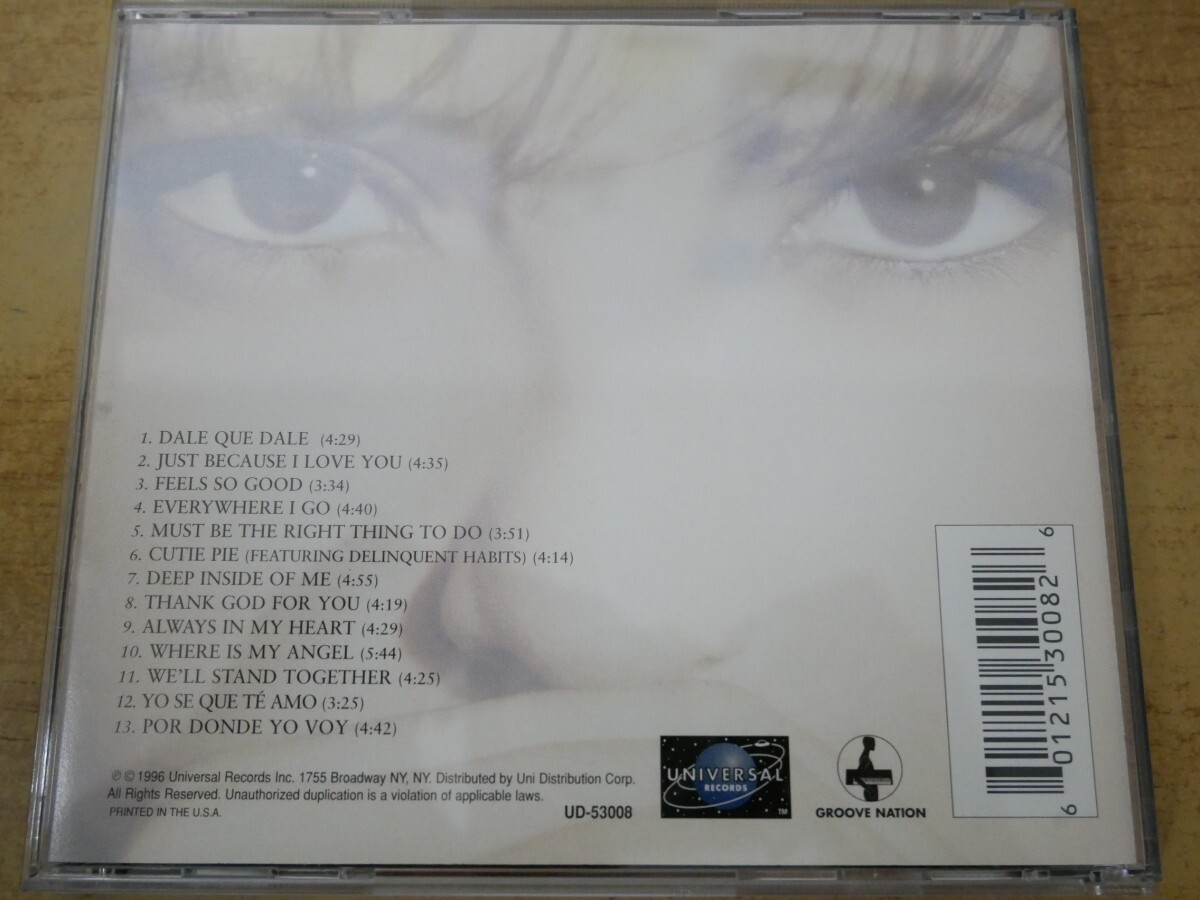 1. DALE QUE DALE (4:29)
2. JUST BECAUSE I LOVE YOU (4:35)
3. FEELS SO GOOD (3:34)
4. EVERYWHERE I GO (4:40)
5. MUST BE THE RIGHT THING TO DO (3:51)
6. CUTIE PIE (FEATURING DELINQUENT HABITS) (4:14)
7. DEEP INSIDE OF ME (4:55)
8. THANK GOD FOR YOU (4:19)
9. ALWAYS IN MY HEART (4:29)
10. WHERE IS MY ANGEL (5:44)
11. WE'LL STAND TOGETHER (4:25)
12. YO SE QUE TÉ AMO (3:25)
13. POR DONDE YO VOY (4:42)
℗ © 1996 Universal Records Inc. 1755 Broadway NY, NY. Distributed by Uni Distribution Corp.
All Rights Reserved. Unauthorized duplication is a violation of applicable laws.
PRINTED IN THE U.S.A.
UD-53008
UNIVERSAL
RECORDS
TM
GROOVE NATION
6 01215 30082 6